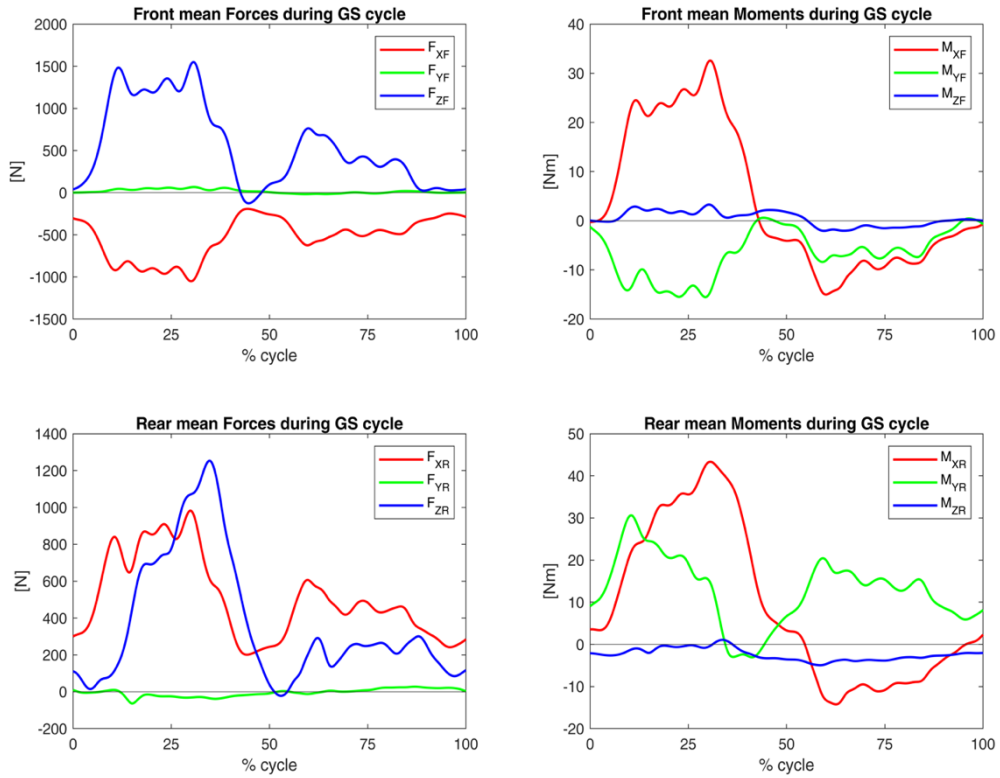 Front mean Forces during GS cycle
2000
1500
1000
500
0
-500
-1000
-1500
[N]
0 25 50 75 100
% cycle
F_XF
F_YF
F_ZF
Front mean Moments during GS cycle
40
30
20
10
0
-10
-20
[Nm]
0 25 50 75 100
% cycle
M_XF
M_YF
M_ZF
Rear mean Forces during GS cycle
1400
1200
1000
800
600
400
200
0
-200
[N]
0 25 50 75 100
% cycle
F_XR
F_YR
F_ZR
Rear mean Moments during GS cycle
50
40
30
20
10
0
-10
-20
[Nm]
0 25 50 75 100
% cycle
M_XR
M_YR
M_ZR